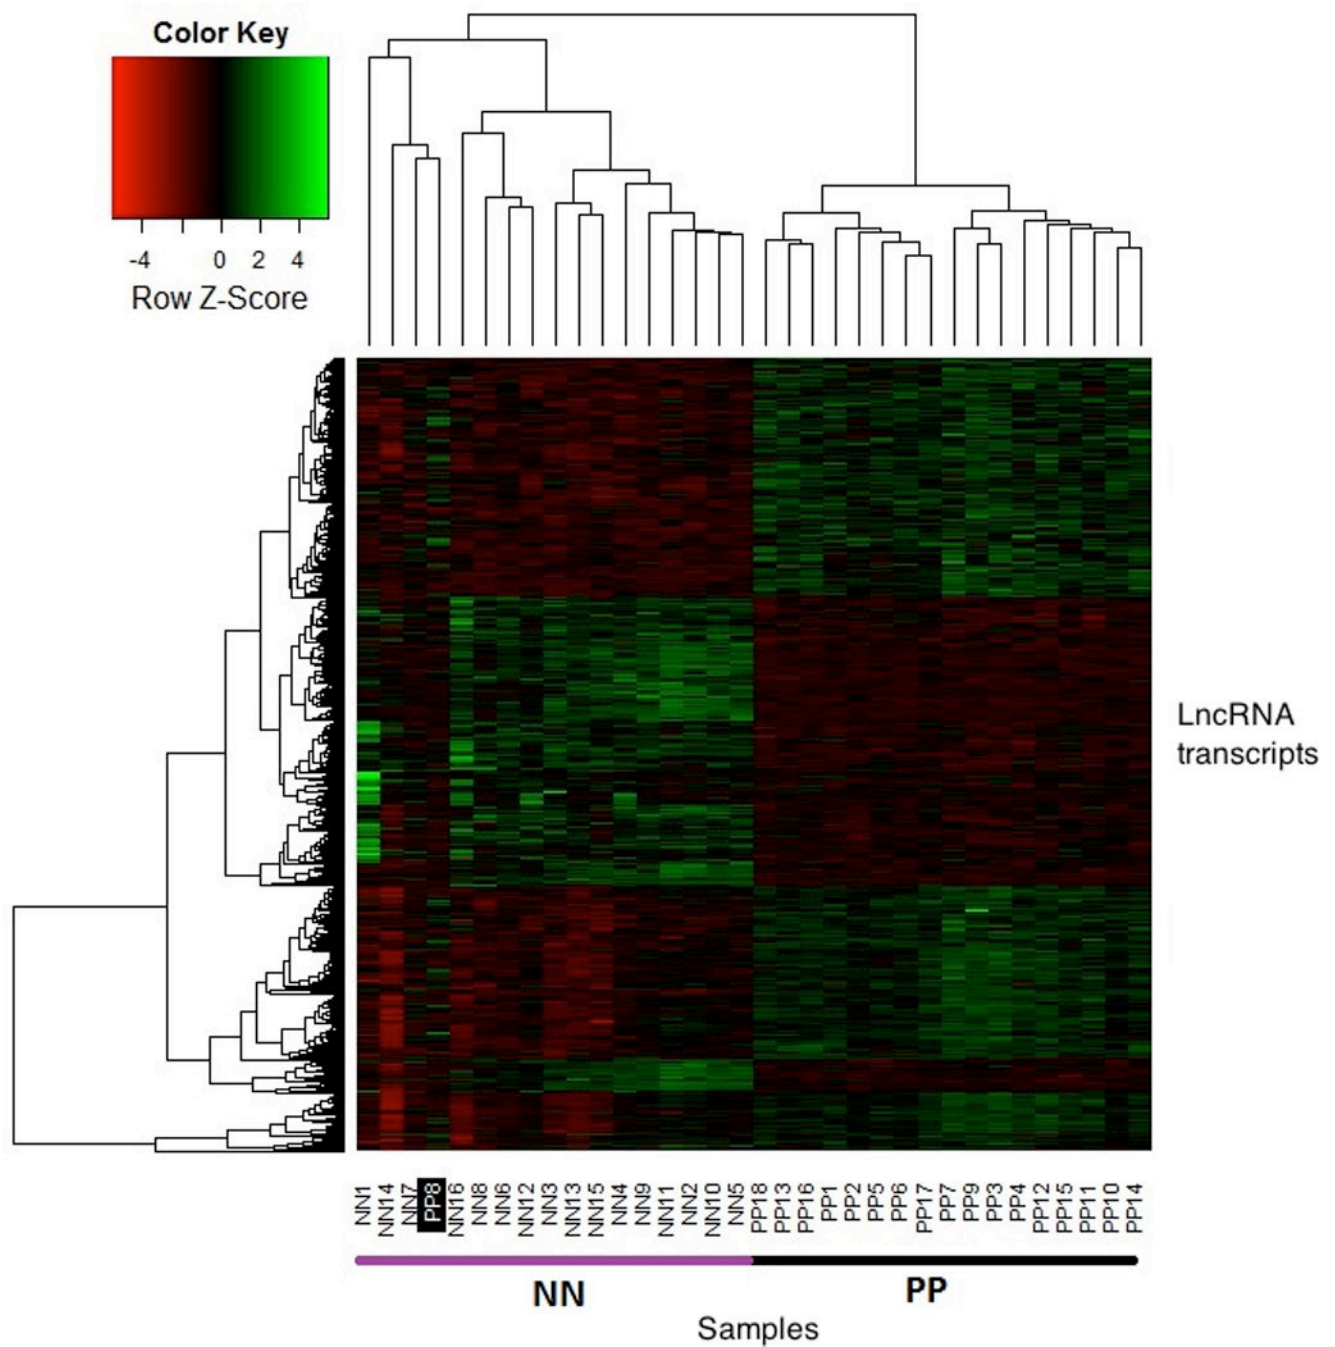 Color Key
-4 0 2 4
Row Z-Score
LncRNA
transcripts
NN1
NN14
NN7
PP8
NN16
NN8
NN6
NN12
NN3
NN13
NN15
NN4
NN9
NN11
NN2
NN10
NN5
PP18
PP13
PP16
PP1
PP2
PP5
PP6
PP17
PP7
PP9
PP3
PP4
PP12
PP15
PP11
PP10
PP14
NN PP
Samples